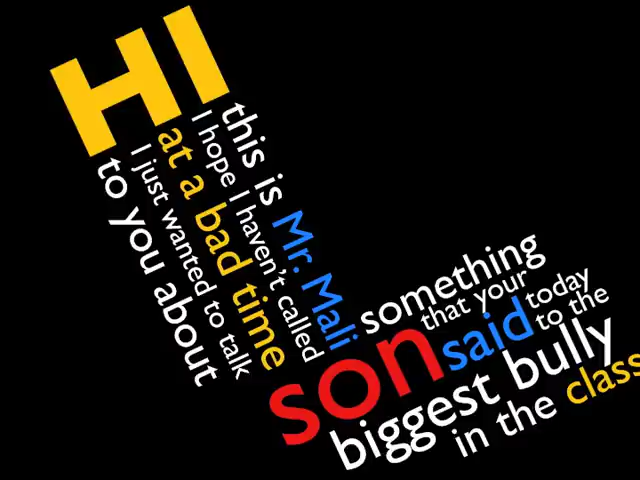 HI
this is Mr. Mali
I hope I haven't called
at a bad time
I just wanted to talk
to you about
something
that your
son
said today
to the
biggest bully
in the class